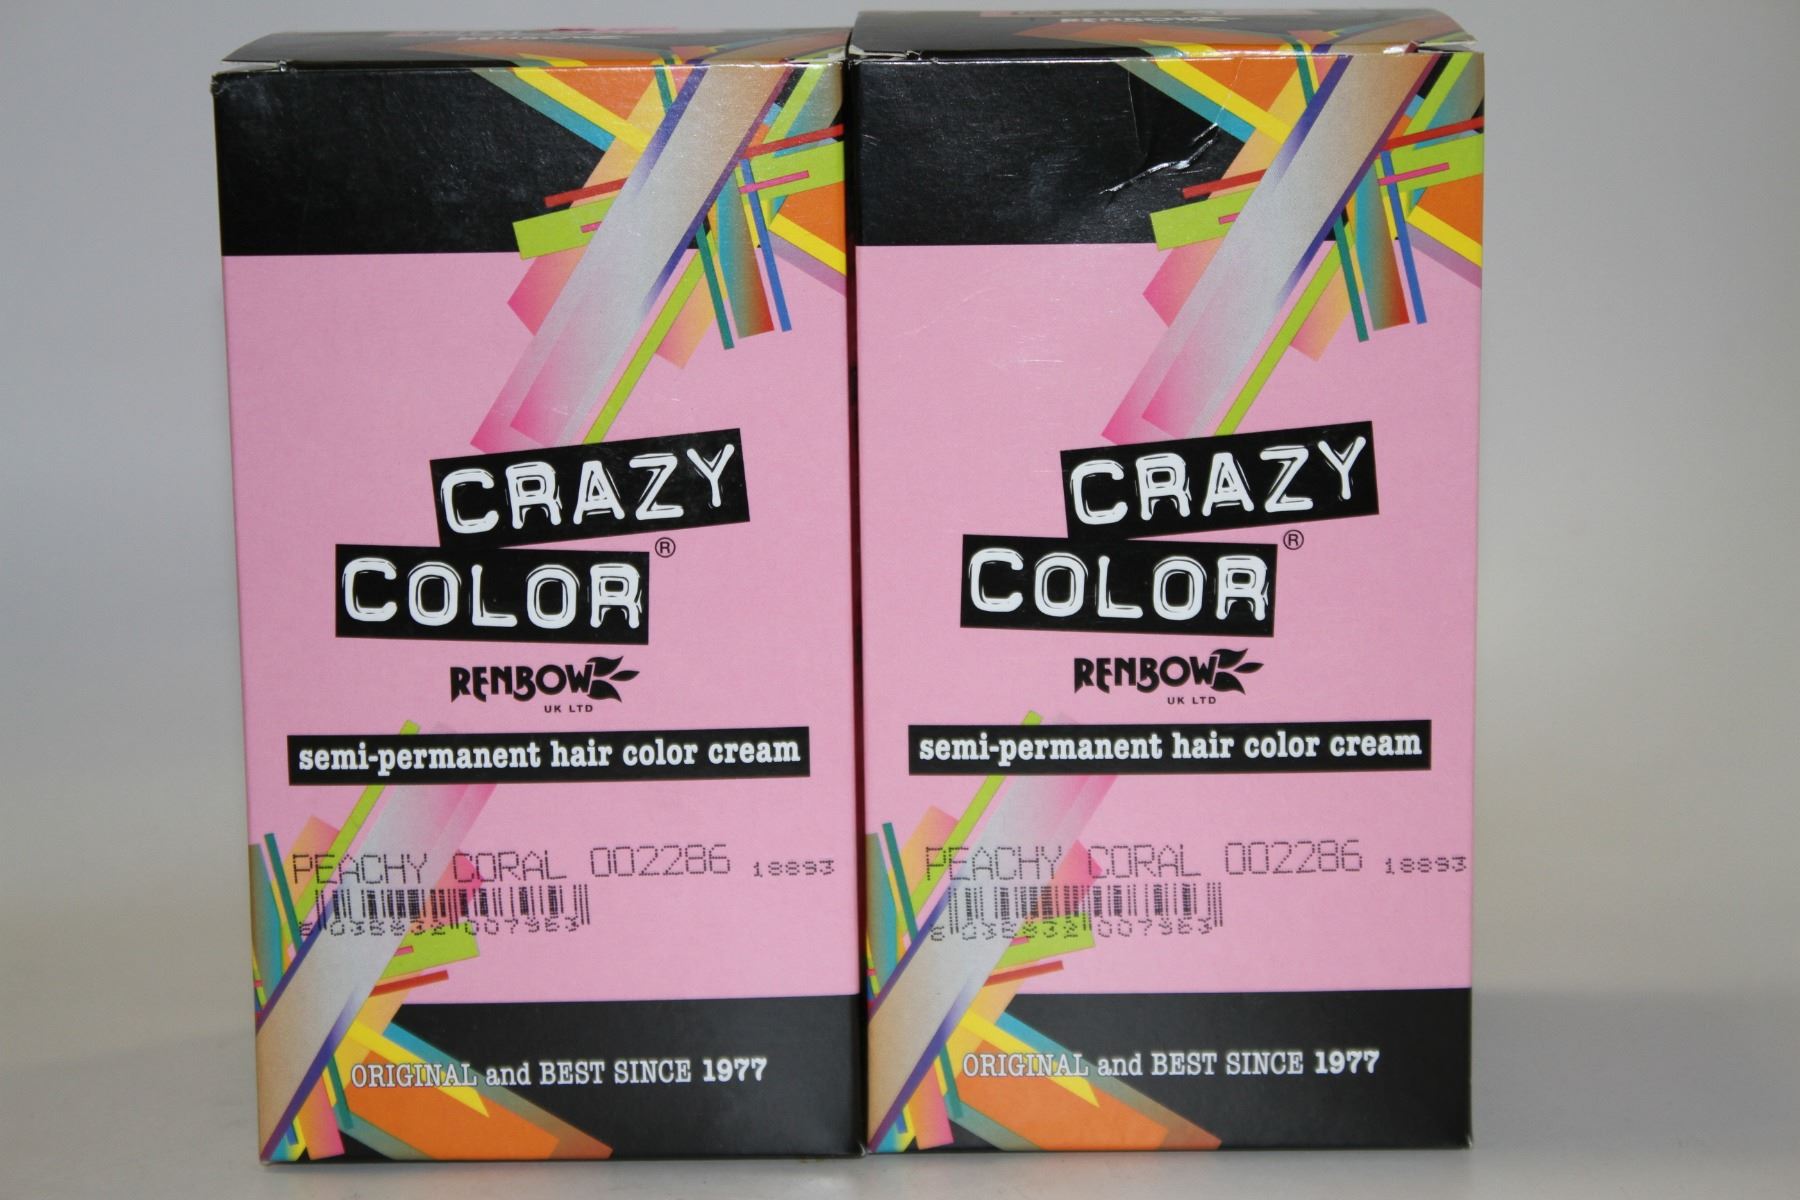 RENBOW
CRAZY
COLOR®
RENBOW
UK LTD
semi-permanent hair color cream
PEACHY CORAL 002286 18893
ORIGINAL and BEST SINCE 1977
RENBOW
CRAZY
COLOR®
RENBOW
UK LTD
semi-permanent hair color cream
PEACHY CORAL 002286 18893
ORIGINAL and BEST SINCE 1977